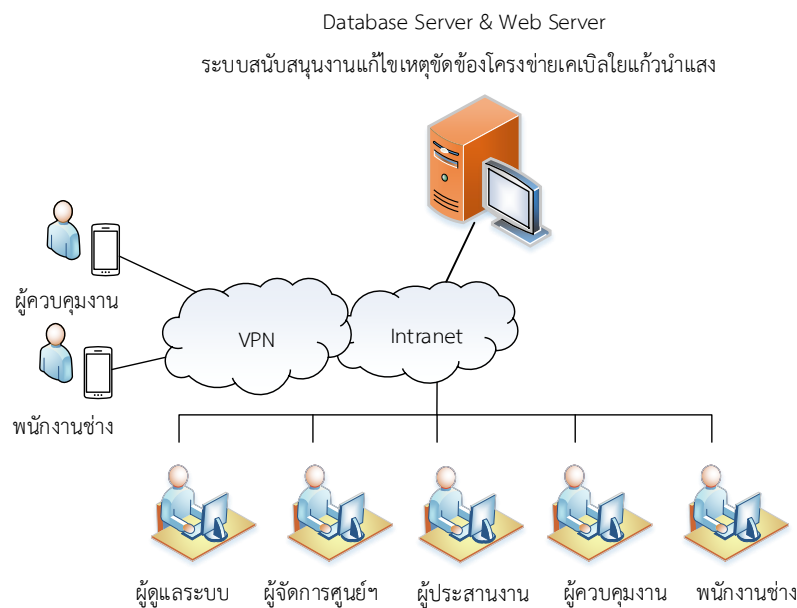 Database Server & Web Server
ระบบสนับสนุนงานแก้ไขเหตุขัดข้องโครงข่ายเคเบิลใยแก้วนำแสง
ผู้ควบคุมงาน
VPN
Intranet
พนักงานช่าง
ผู้ดูแลระบบ
ผู้จัดการศูนย์ฯ
ผู้ประสานงาน
ผู้ควบคุมงาน
พนักงานช่าง